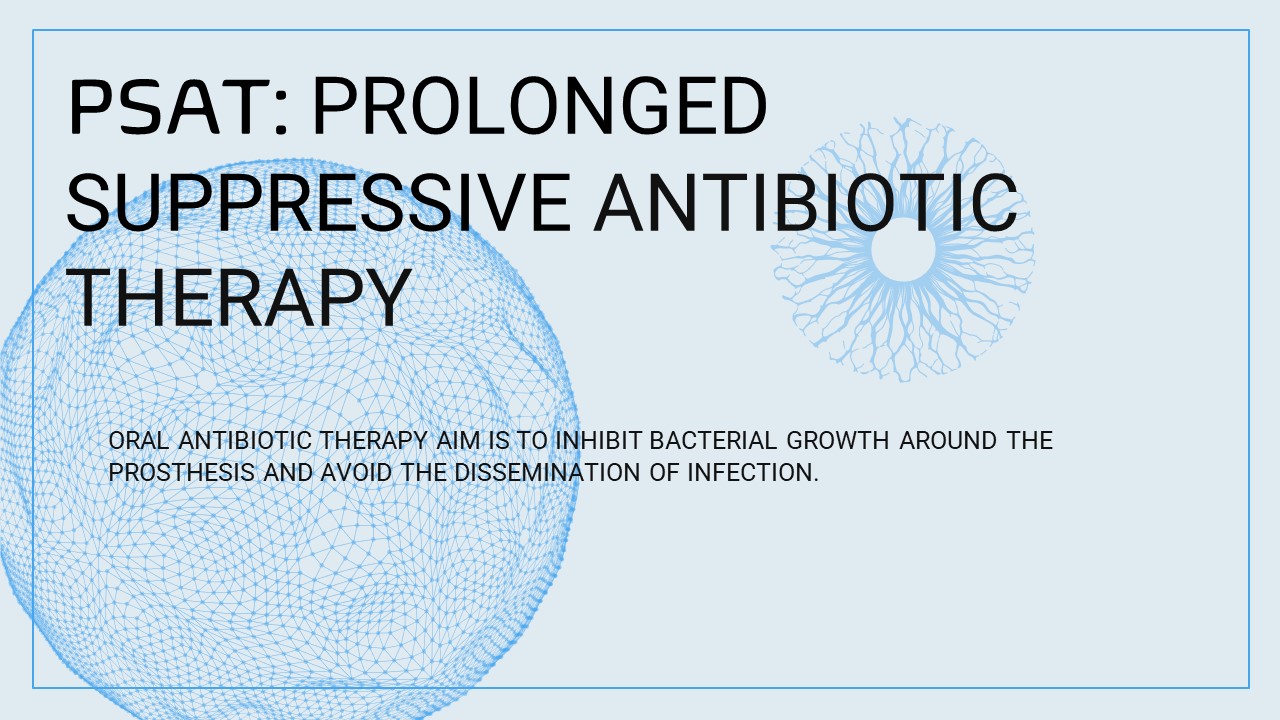 PSAT: PROLONGED
SUPPRESSIVE ANTIBIOTIC
THERAPY
ORAL ANTIBIOTIC THERAPY AIM IS TO INHIBIT BACTERIAL GROWTH AROUND THE
PROSTHESIS AND AVOID THE DISSEMINATION OF INFECTION.